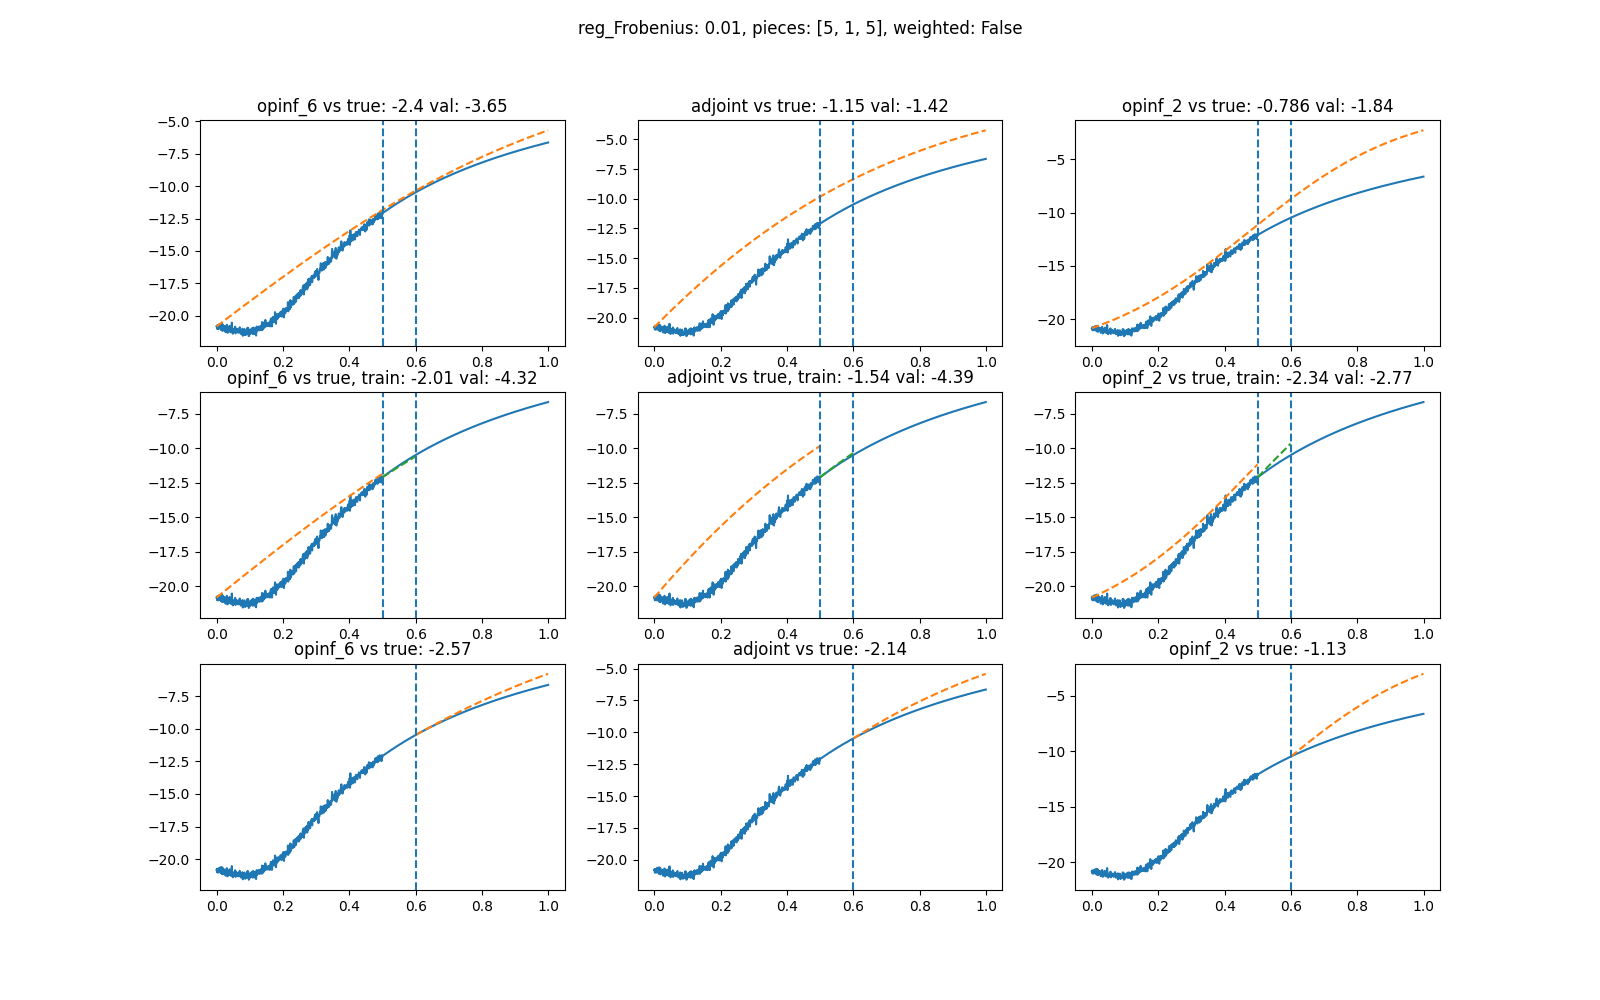 reg_Frobenius: 0.01, pieces: [5, 1, 5], weighted: False
opinf_6 vs true: -2.4 val: -3.65
−5.0
−7.5
−10.0
−12.5
−15.0
−17.5
−20.0
0.0 0.2 0.4 0.6 0.8 1.0
adjoint vs true: -1.15 val: -1.42
−5.0
−7.5
−10.0
−12.5
−15.0
−17.5
−20.0
0.0 0.2 0.4 0.6 0.8 1.0
opinf_2 vs true: -0.786 val: -1.84
−5
−10
−15
−20
0.0 0.2 0.4 0.6 0.8 1.0
opinf_6 vs true, train: -2.01 val: -4.32
−7.5
−10.0
−12.5
−15.0
−17.5
−20.0
0.0 0.2 0.4 0.6 0.8 1.0
adjoint vs true, train: -1.54 val: -4.39
−7.5
−10.0
−12.5
−15.0
−17.5
−20.0
0.0 0.2 0.4 0.6 0.8 1.0
opinf_2 vs true, train: -2.34 val: -2.77
−7.5
−10.0
−12.5
−15.0
−17.5
−20.0
0.0 0.2 0.4 0.6 0.8 1.0
opinf_6 vs true: -2.57
−7.5
−10.0
−12.5
−15.0
−17.5
−20.0
0.0 0.2 0.4 0.6 0.8 1.0
adjoint vs true: -2.14
−5.0
−7.5
−10.0
−12.5
−15.0
−17.5
−20.0
0.0 0.2 0.4 0.6 0.8 1.0
opinf_2 vs true: -1.13
−5
−10
−15
−20
0.0 0.2 0.4 0.6 0.8 1.0